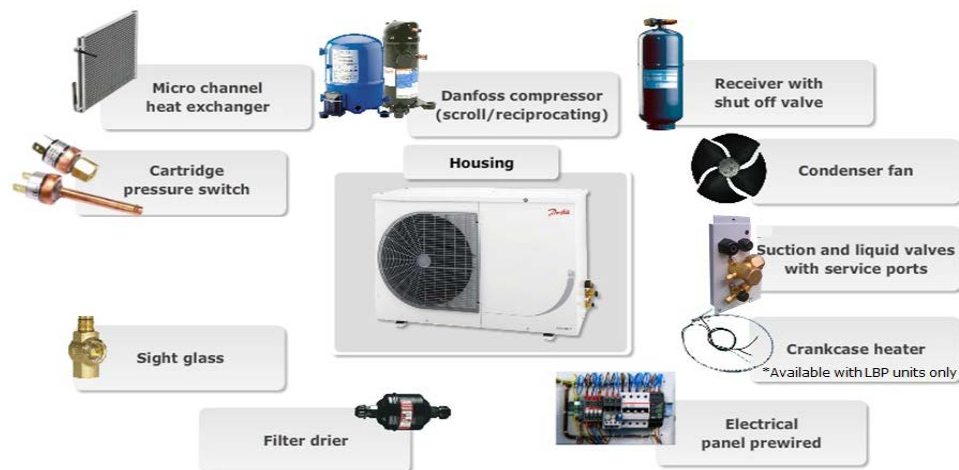 Micro channel
heat exchanger
Danfoss compressor
(scroll/reciprocating)
Receiver with
shut off valve
Cartridge
pressure switch
Housing
Condenser fan
Danfoss
Suction and liquid valves
with service ports
Sight glass
Crankcase heater
*Available with LBP units only
Filter drier
Electrical
panel prewired